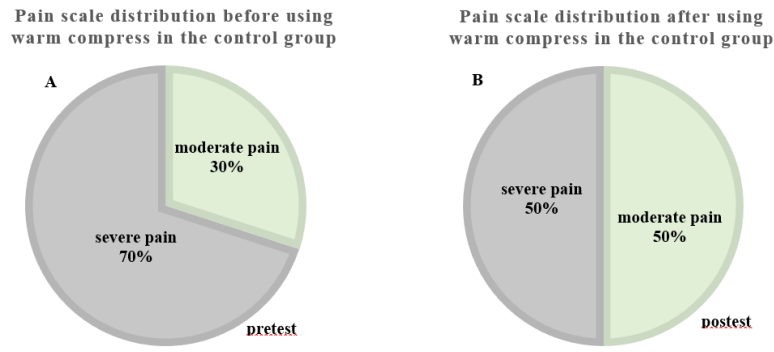 Pain scale distribution before using
warm compress in the control group
A
moderate pain
30%
severe pain
70%
pretest
Pain scale distribution after using
warm compress in the control group
B
severe pain
50%
moderate pain
50%
postest